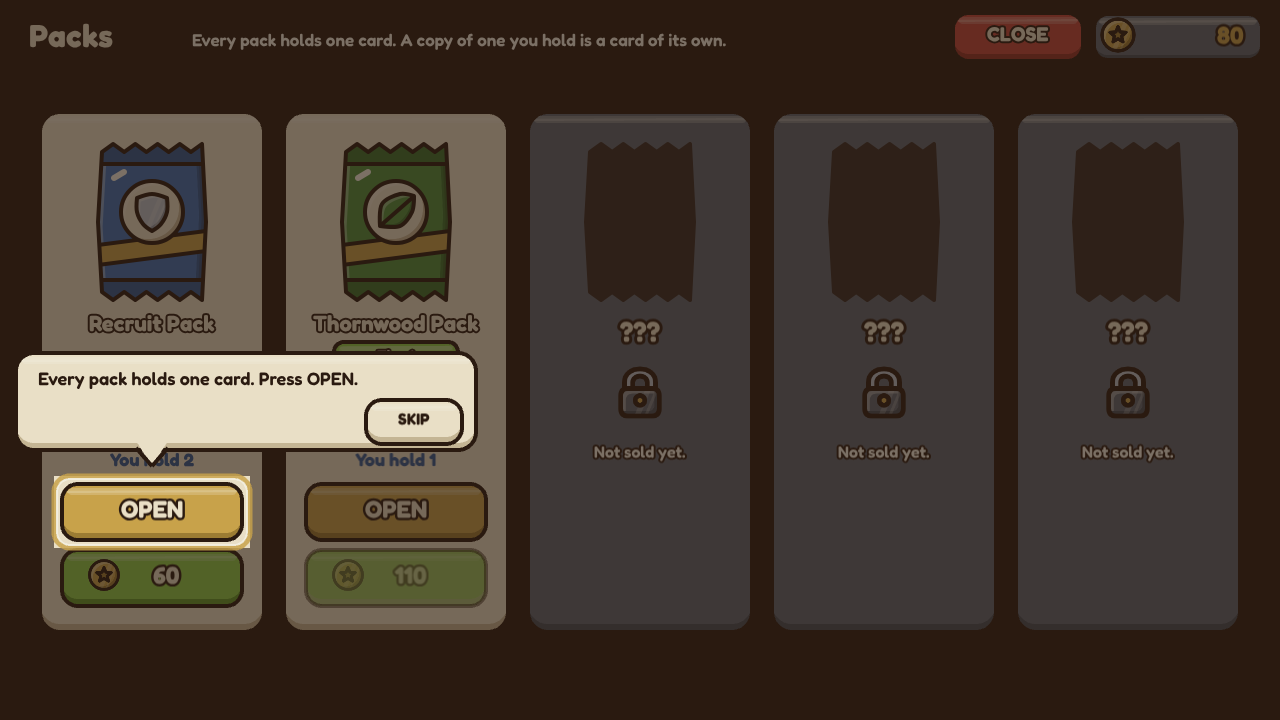 Packs
Every pack holds one card. A copy of one you hold is a card of its own.
CLOSE
80
Recruit Pack
Thornwood Pack
???
???
???
Every pack holds one card. Press OPEN.
SKIP
You hold 2
You hold 1
Not sold yet.
Not sold yet.
Not sold yet.
OPEN
OPEN
60
110